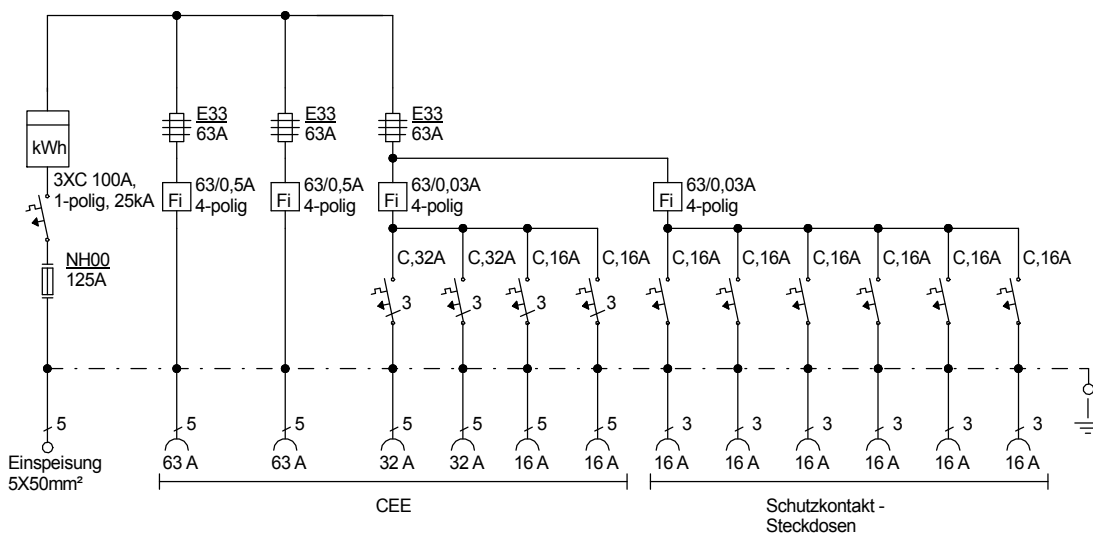 E33
63A
E33
63A
E33
63A
kWh
3XC 100A,
1-polig, 25kA
Fi
63/0,5A
4-polig
Fi
63/0,5A
4-polig
Fi
63/0,03A
4-polig
Fi
63/0,03A
4-polig
NH00
125A
C,32A
C,32A
C,16A
C,16A
C,16A
C,16A
C,16A
C,16A
C,16A
C,16A
3
3
3
3
5
5
5
5
5
5
5
3
3
3
3
3
3
Einspeisung
5X50mm²
63 A
63 A
32 A
32 A
16 A
16 A
16 A
16 A
16 A
16 A
16 A
16 A
CEE
Schutzkontakt -
Steckdosen